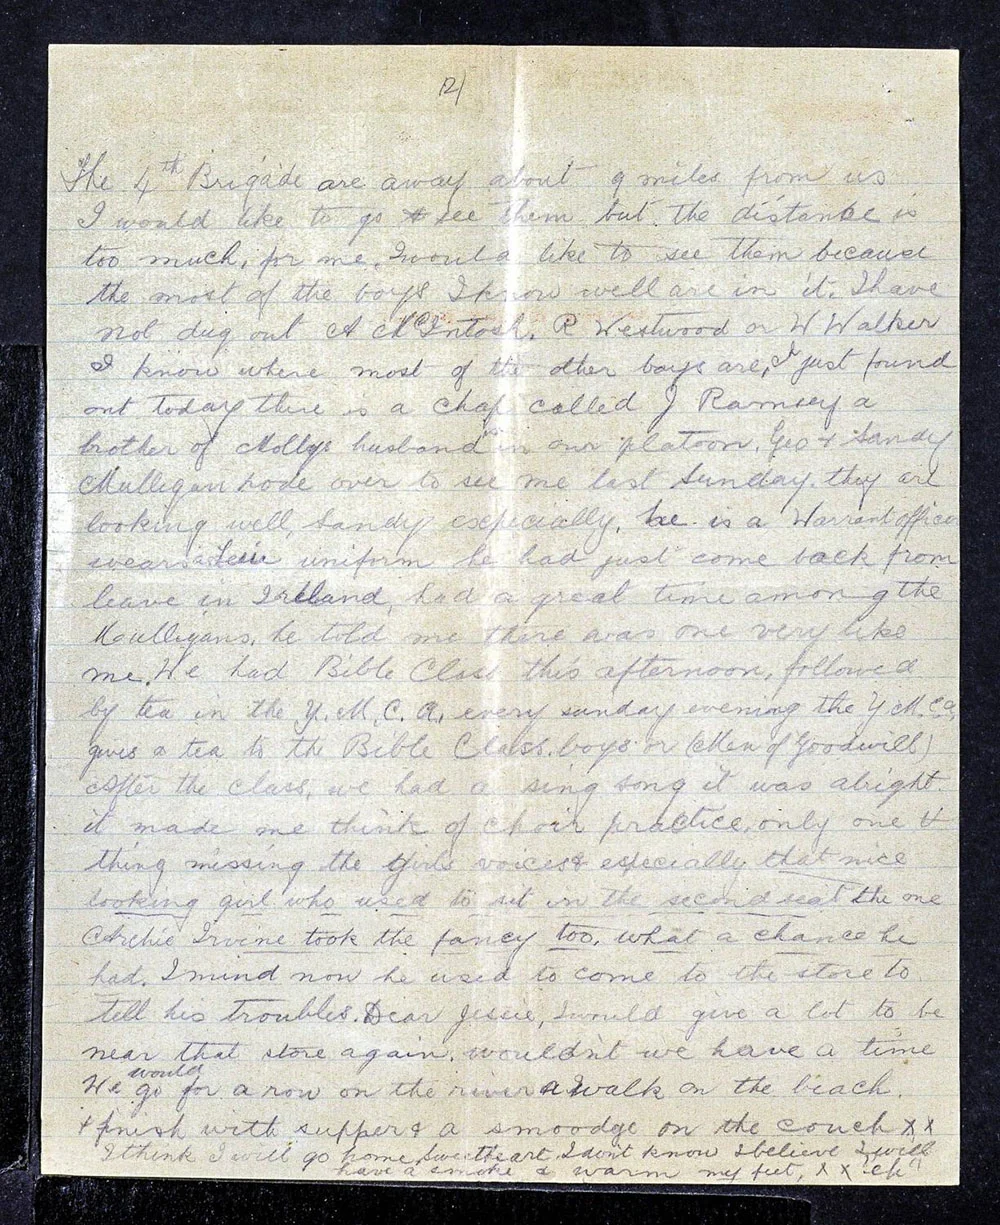 2/
The 4th Brigade are away about 9 miles from us
I would like to go & see them but the distance is
too much, for me, I would like to see them because
the most of the boys I know well are in it. I have
not dug out A McIntosh, R Westwood or W Walker
I know where most of the other boys are, I just found
out today there is a chap called J Ramsey a
brother of Mollys husband in our platoon. Geo & Sandy
Mulligan rode over to see me last Sunday. they are
looking well, Sandy especially. he is a Warrant officer
wears a uniform he had just come back from
leave in Ireland, had a great time among the
Mulligans. he told me there was one very like
me. We had Bible Class this afternoon, followed
by tea in the Y. M. C. A, every sunday evening the Y M. C a,
gives a tea to the Bible Class. boys or (Men of Goodwill)
After the class, we had a sing song it was alright.
it made me think of choir practice, only one
thing missing the girls voices & especially that nice
looking girl who used to sit in the second seat the one
Archie Irvine took the fancy too, what a chance he
had. I mind now he used to come to the store to
tell his troubles. Dear Jessie, I would give a lot to be
near that store again. wouldn't we have a time
We would go for a row on the river a walk on the beach.
& finish with supper & a smoodge on the couch x x
I think I will go home, sweetheart I don't know I believe I will
have a smoke & warm my feet, x x "eh"